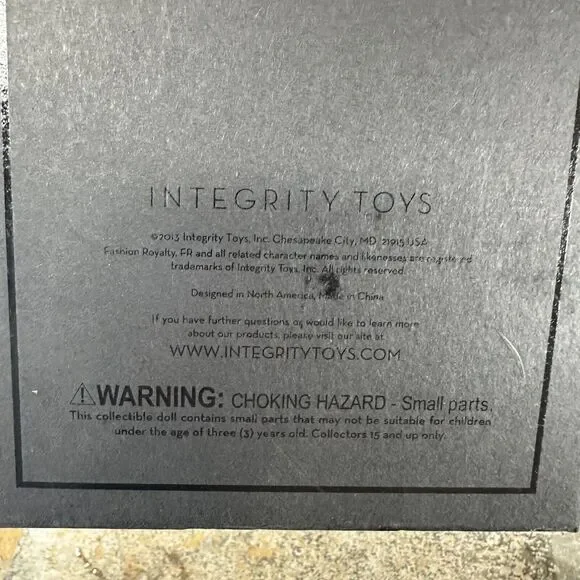 INTEGRITY TOYS
©2013 Integrity Toys, Inc. Chesapeake City, MD, 21915 USA
Fashion Royalty, FR and all related character names and likenesses are registered
trademarks of Integrity Toys, Inc. All rights reserved.
Designed in North America, Made in China
If you have further questions or would like to learn more
about our products, please visit our site at
WWW.INTEGRITYTOYS.COM
⚠WARNING: CHOKING HAZARD - Small parts.
This collectible doll contains small parts that may not be suitable for children
under the age of three (3) years old. Collectors 15 and up only.